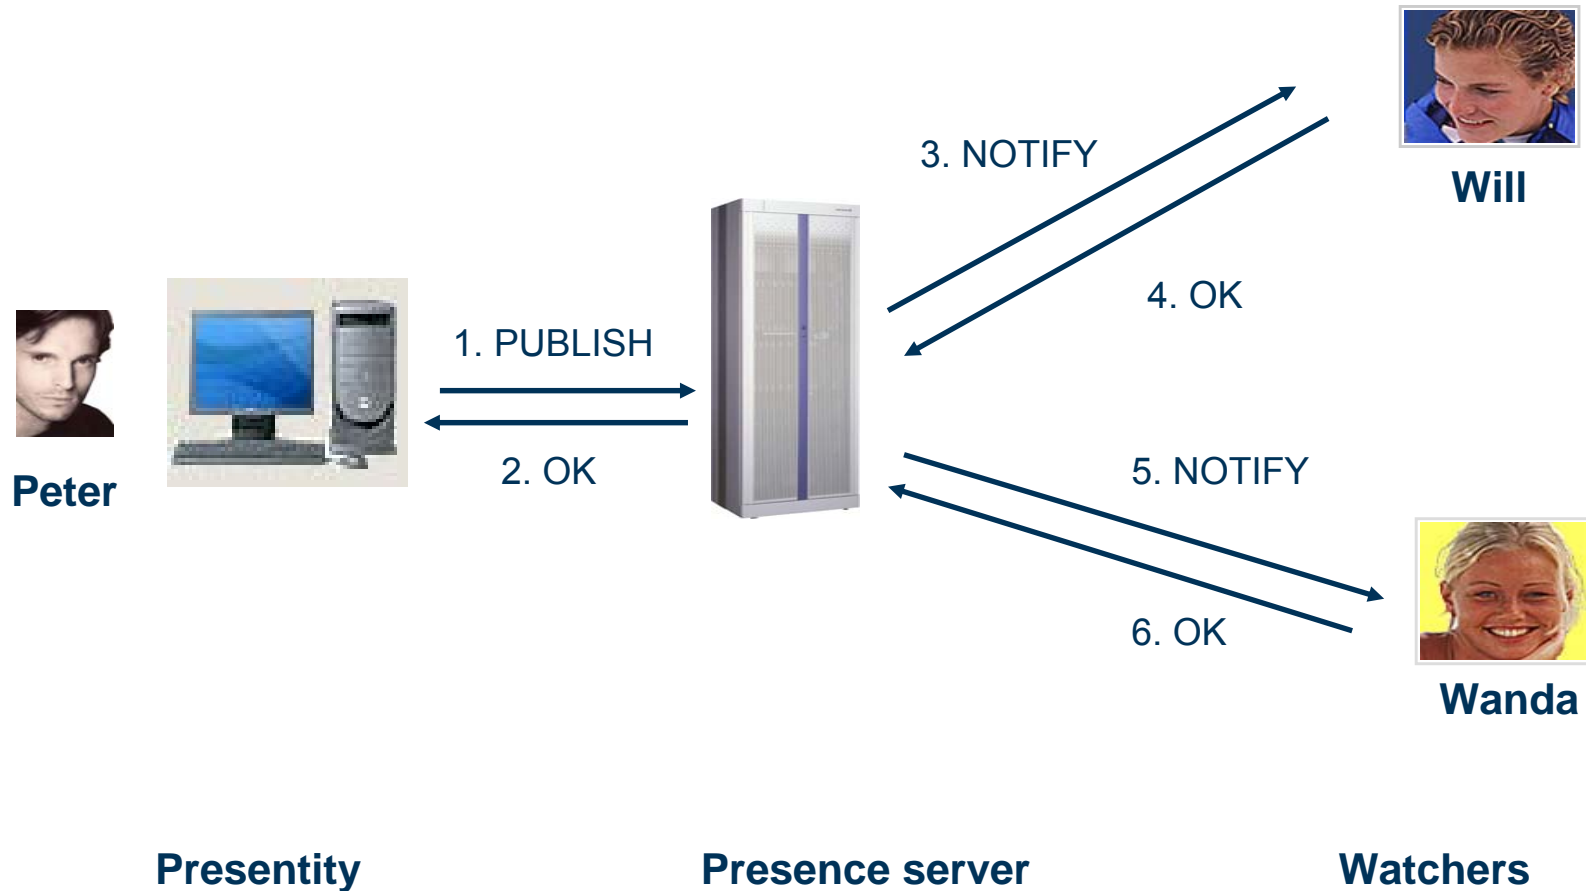 3. NOTIFY
Will
4. OK
1. PUBLISH
2. OK
Peter
5. NOTIFY
6. OK
Wanda
Presentity
Presence server
Watchers